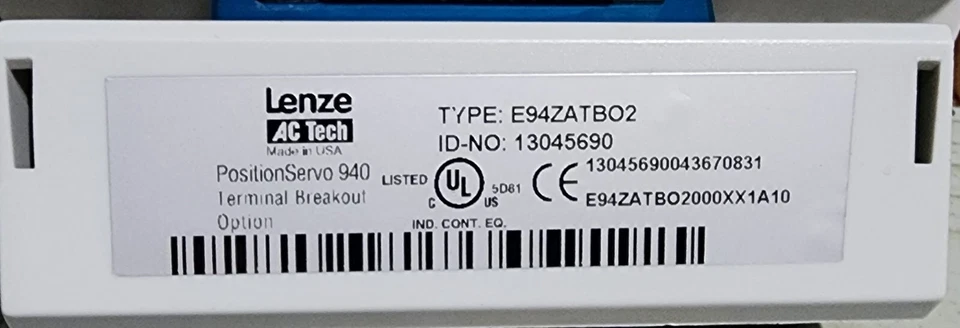 Lenze
AC Tech
Made in USA
PositionServo 940
Terminal Breakout
Option
TYPE: E94ZATBO2
ID-NO: 13045690
LISTED
C UL US
5D81
IND. CONT. EQ.
CE
13045690043670831
E94ZATBO2000XX1A10